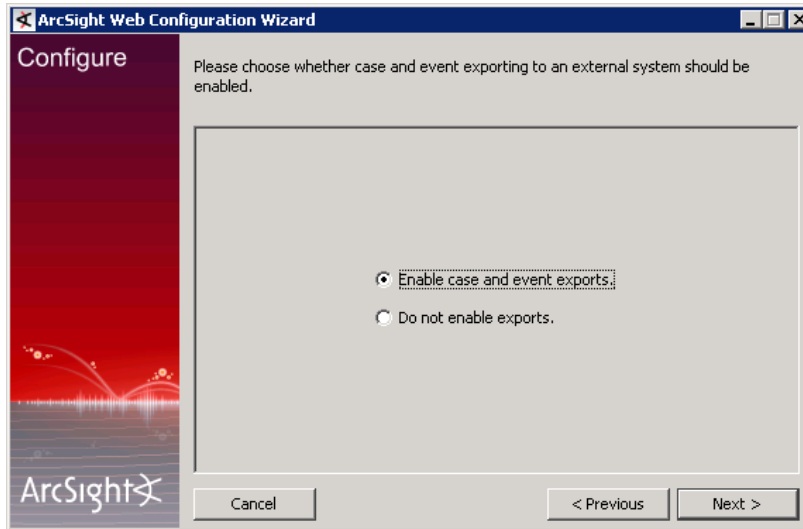 ArcSight Web Configuration Wizard
Configure
Please choose whether case and event exporting to an external system should be
enabled.
Enable case and event exports.
Do not enable exports.
ArcSight
Cancel
< Previous
Next >